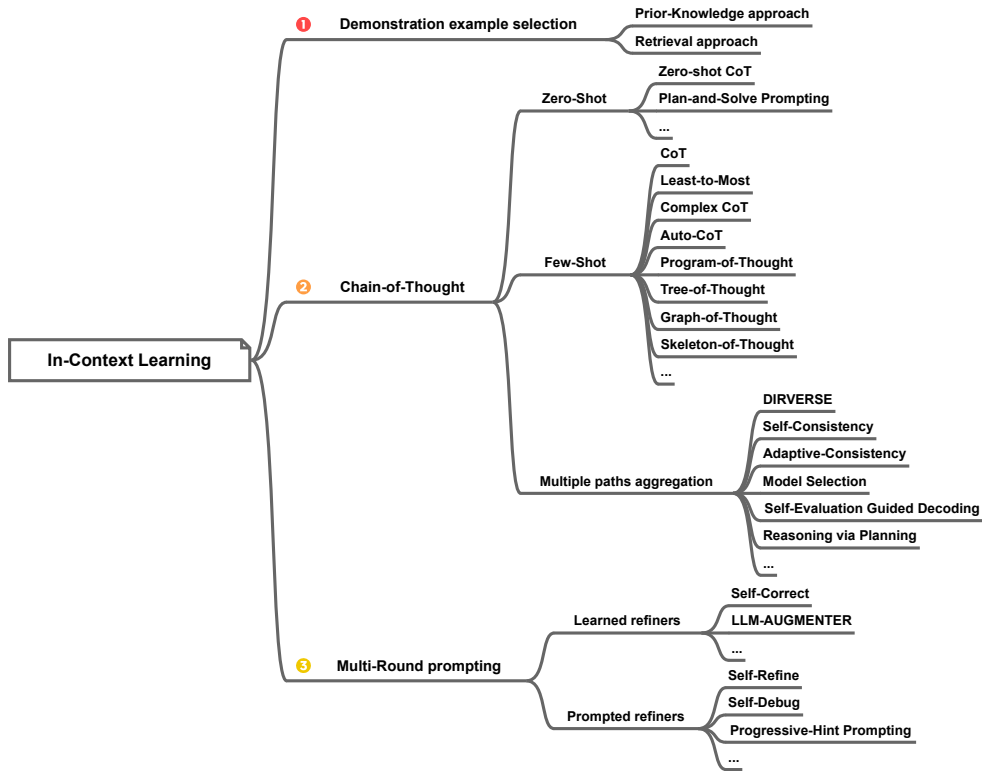 In-Context Learning
1 Demonstration example selection
Prior-Knowledge approach
Retrieval approach
2 Chain-of-Thought
Zero-Shot
Zero-shot CoT
Plan-and-Solve Prompting
...
Few-Shot
CoT
Least-to-Most
Complex CoT
Auto-CoT
Program-of-Thought
Tree-of-Thought
Graph-of-Thought
Skeleton-of-Thought
...
Multiple paths aggregation
DIRVERSE
Self-Consistency
Adaptive-Consistency
Model Selection
Self-Evaluation Guided Decoding
Reasoning via Planning
...
3 Multi-Round prompting
Learned refiners
Self-Correct
LLM-AUGMENTER
...
Prompted refiners
Self-Refine
Self-Debug
Progressive-Hint Prompting
...